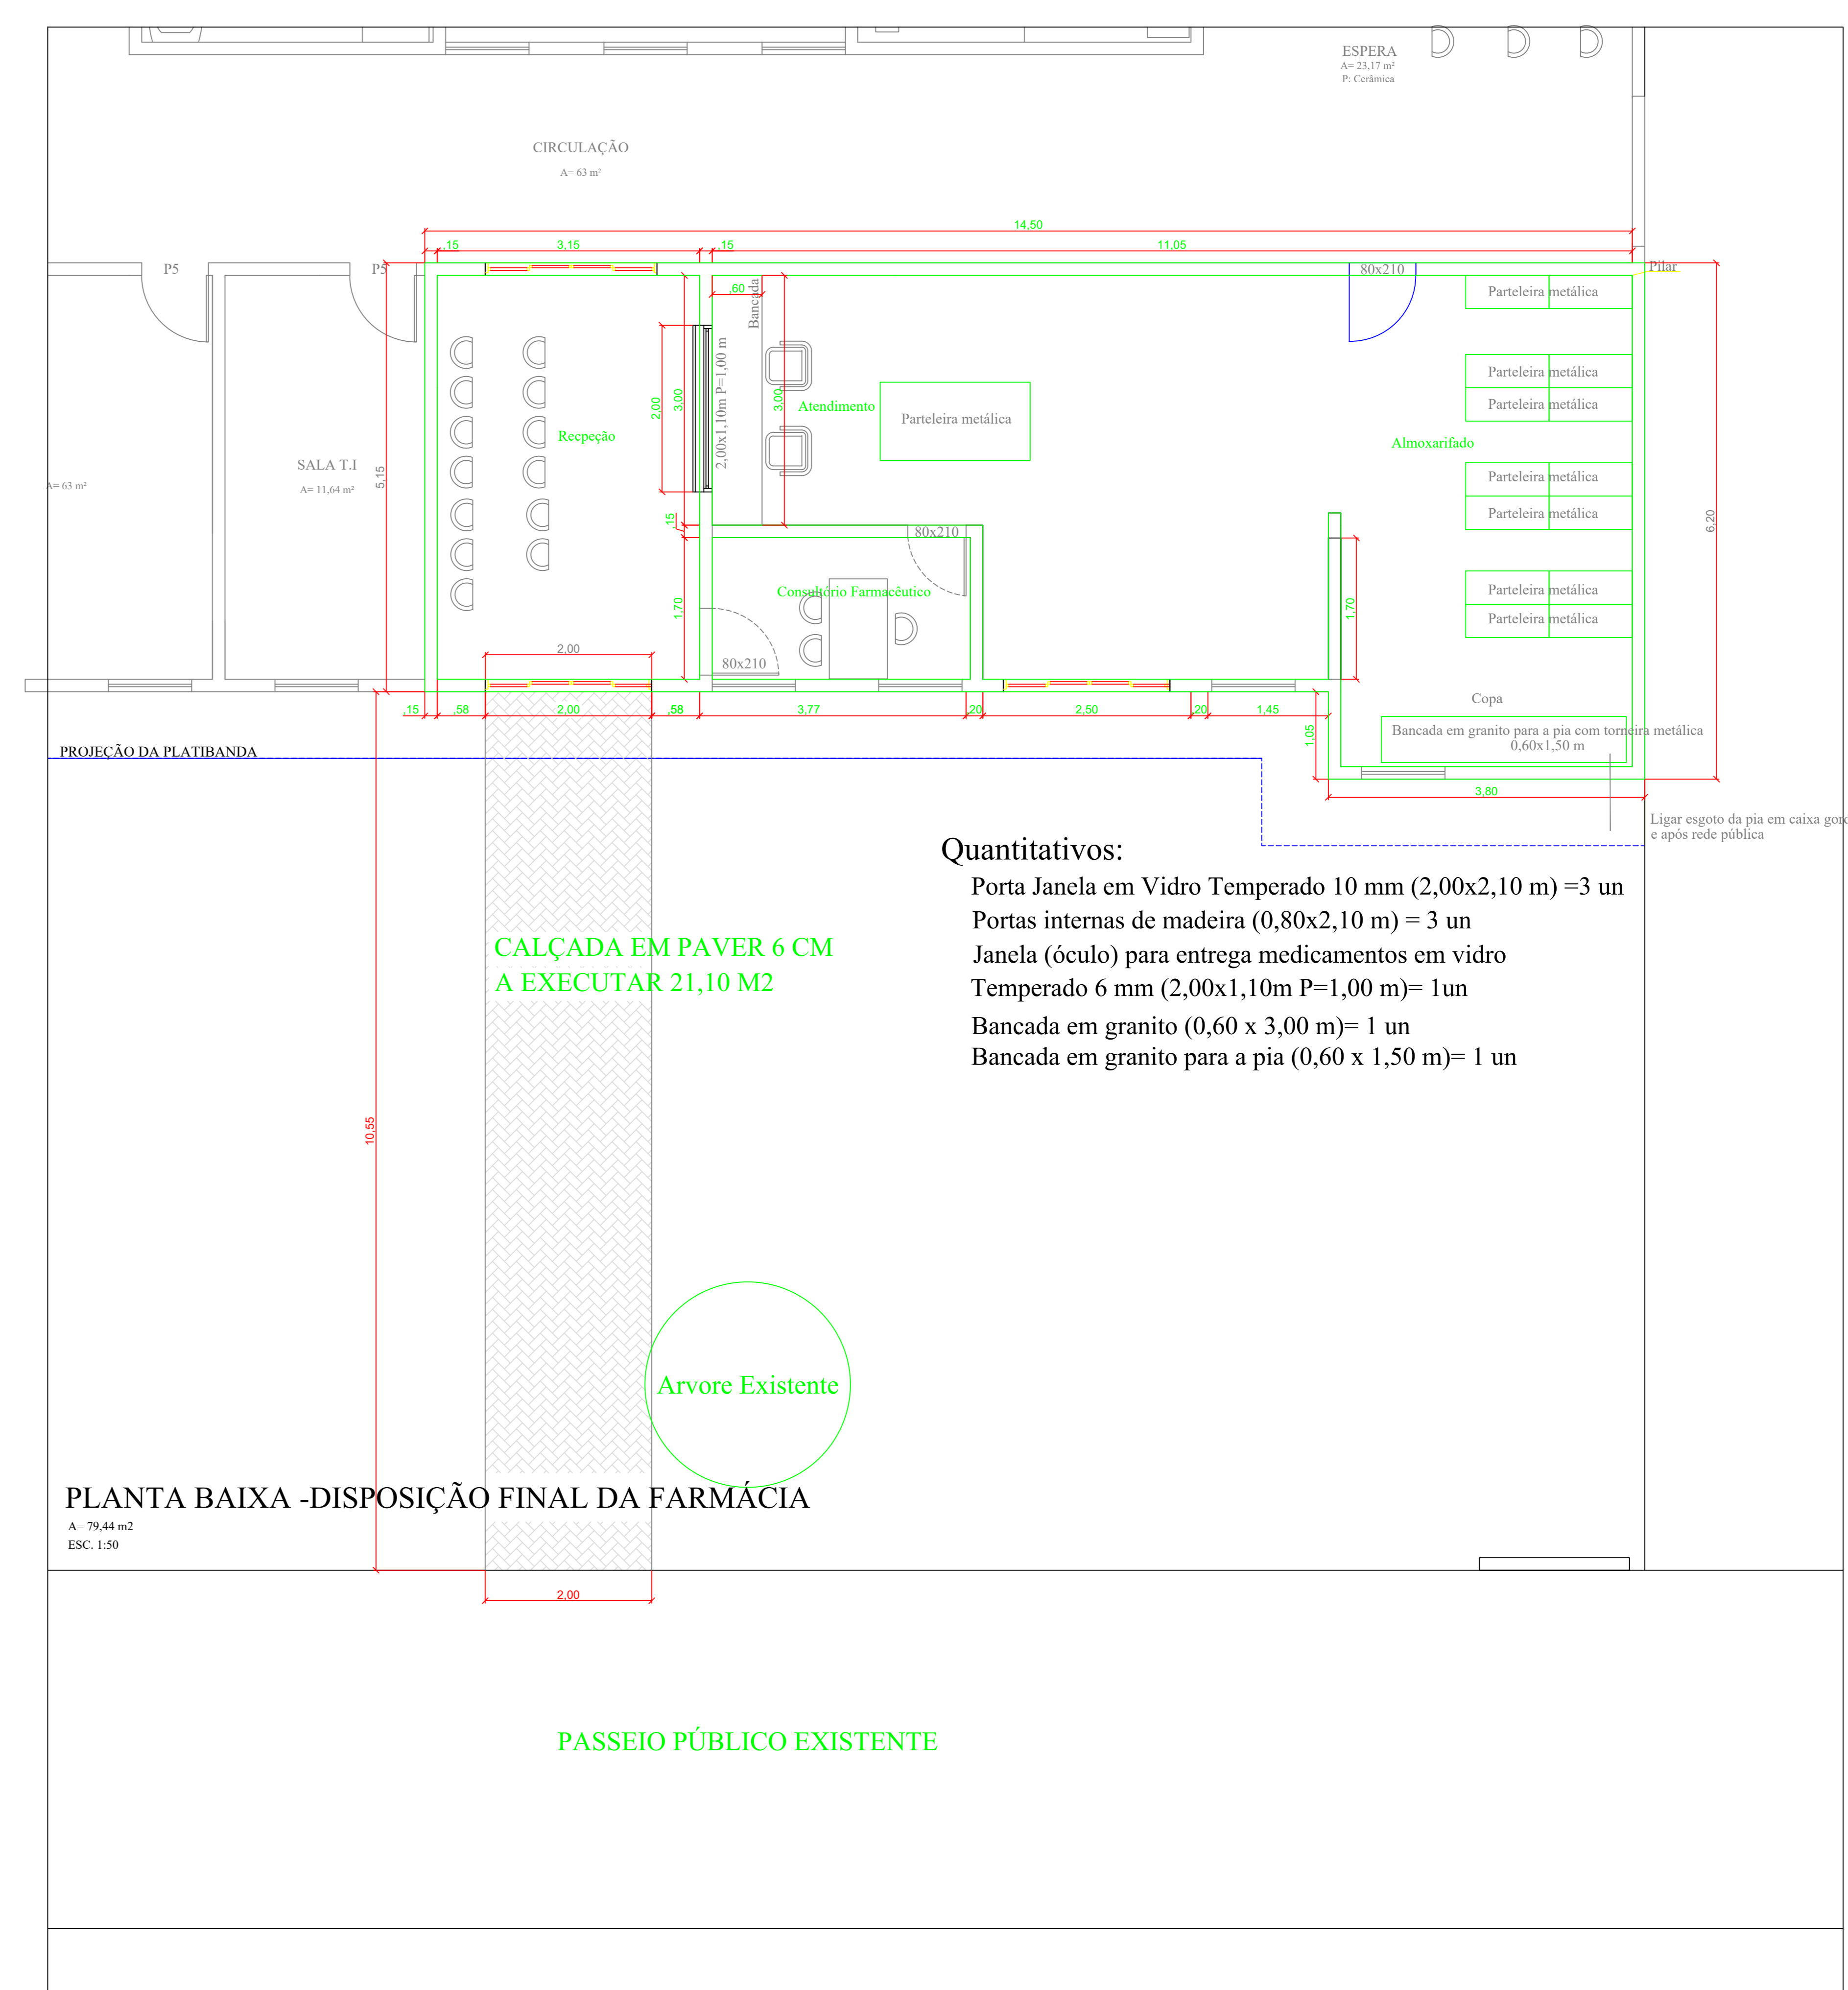 ESPERA
A= 23,17 m²
P: Cerâmica
CIRCULAÇÃO
A= 63 m²
14,50
,15
3,15
,15
11,05
P5
P5
80x210
Pilar
Parteleira metálica
,60
Bancada
2,00x1,10m P=1,00 m
Parteleira metálica
Parteleira metálica
2,00
3,00
3,00
Atendimento
Parteleira metálica
Recpeção
Almoxarifado
SALA T.I
A= 11,64 m²
A= 63 m²
5,15
Parteleira metálica
Parteleira metálica
6,20
,15
80x210
Consultório Farmacêutico
Parteleira metálica
Parteleira metálica
1,70
1,70
2,00
80x210
Copa
,15
,58
2,00
,58
3,77
,20
2,50
,20
1,45
1,05
Bancada em granito para a pia com torneira metálica
0,60x1,50 m
PROJEÇÃO DA PLATIBANDA
3,80
Ligar esgoto da pia em caixa
e após rede pública
Quantitativos:
Porta Janela em Vidro Temperado 10 mm (2,00x2,10 m) =3 un
Portas internas de madeira (0,80x2,10 m) = 3 un
Janela (óculo) para entrega medicamentos em vidro
Temperado 6 mm (2,00x1,10m P=1,00 m)= 1un
Bancada em granito (0,60 x 3,00 m)= 1 un
Bancada em granito para a pia (0,60 x 1,50 m)= 1 un
CALÇADA EM PAVER 6 CM
A EXECUTAR 21,10 M2
10,55
Arvore Existente
PLANTA BAIXA -DISPOSIÇÃO FINAL DA FARMÁCIA
A= 79,44 m2
ESC. 1:50
2,00
PASSEIO PÚBLICO EXISTENTE